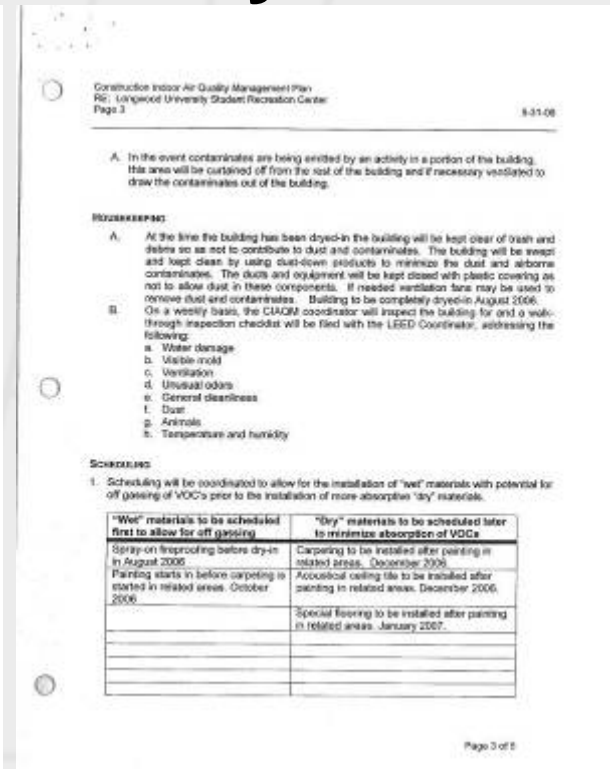 Construction Indoor Air Quality Management Plan
RE: Longwood University Student Recreation Center
Page 3
5-31-06
A. In the event contaminates are being emitted by an activity in a portion of the building,
this area will be curtained off from the rest of the building and if necessary ventilated to
draw the contaminates out of the building.
HOUSEKEEPING
A. At the time the building has been dryed-in the building will be kept clear of trash and
debris so as not to contribute to dust and contaminates. The building will be swept
and kept clean by using dust-down products to minimize the dust and airborne
contaminates. The ducts and equipment will be kept closed with plastic covering as
not to allow dust in these components. If needed ventilation fans may be used to
remove dust and contaminates. Building to be completely dryed-in August 2006.
B. On a weekly basis, the CIAQM coordinator will inspect the building for and a walk-
through inspection checklist will be filed with the LEED Coordinator, addressing the
following:
a. Water damage
b. Visible mold
c. Ventilation
d. Unusual odors
e. General cleanliness
f. Dust
g. Animals
h. Temperature and humidity
SCHEDULING
1. Scheduling will be coordinated to allow for the installation of "wet" materials with potential for
off gassing of VOC's prior to the installation of more absorptive "dry" materials.
"Wet" materials to be scheduled
first to allow for off gassing
"Dry" materials to be scheduled later
to minimize absorption of VOCs
Spray-on fireproofing before dry-in
in August 2006
Carpeting to be installed after painting in
related areas. December 2006.
Painting starts in before carpeting is
started in related areas. October
2006
Acoustical ceiling tile to be installed after
painting in related areas. December 2006.
Special flooring to be installed after painting
in related areas. January 2007.
Page 3 of 5